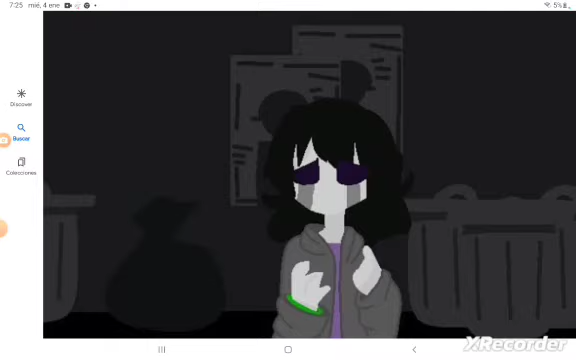 7:25 mié, 4 ene
5%
Discover
Buscar
Colecciones
XRecorder